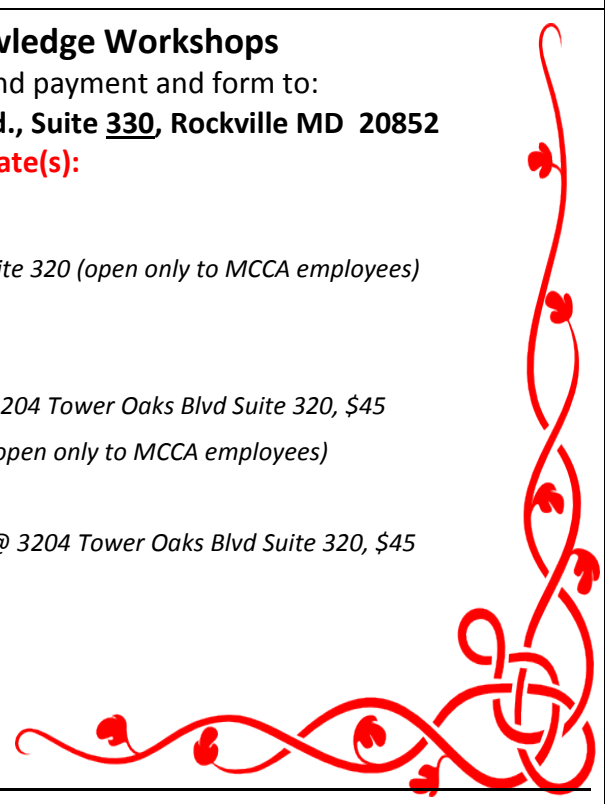 wledge Workshops
nd payment and form to:
d., Suite 330, Rockville MD 20852
ate(s):
ite 320 (open only to MCCA employees)
204 Tower Oaks Blvd Suite 320, $45
open only to MCCA employees)
@ 3204 Tower Oaks Blvd Suite 320, $45